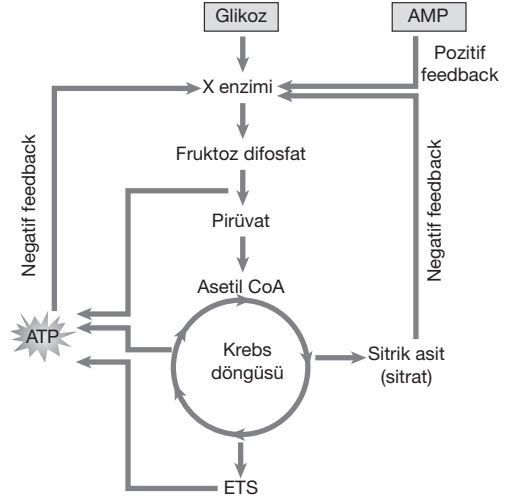 Glikoz
AMP
Pozitif
feedback
X enzimi
Fruktoz difosfat
Negatif feedback
Negatif feedback
Pirüvat
Asetil CoA
ATP
Krebs
döngüsü
Sitrik asit
(sitrat)
ETS